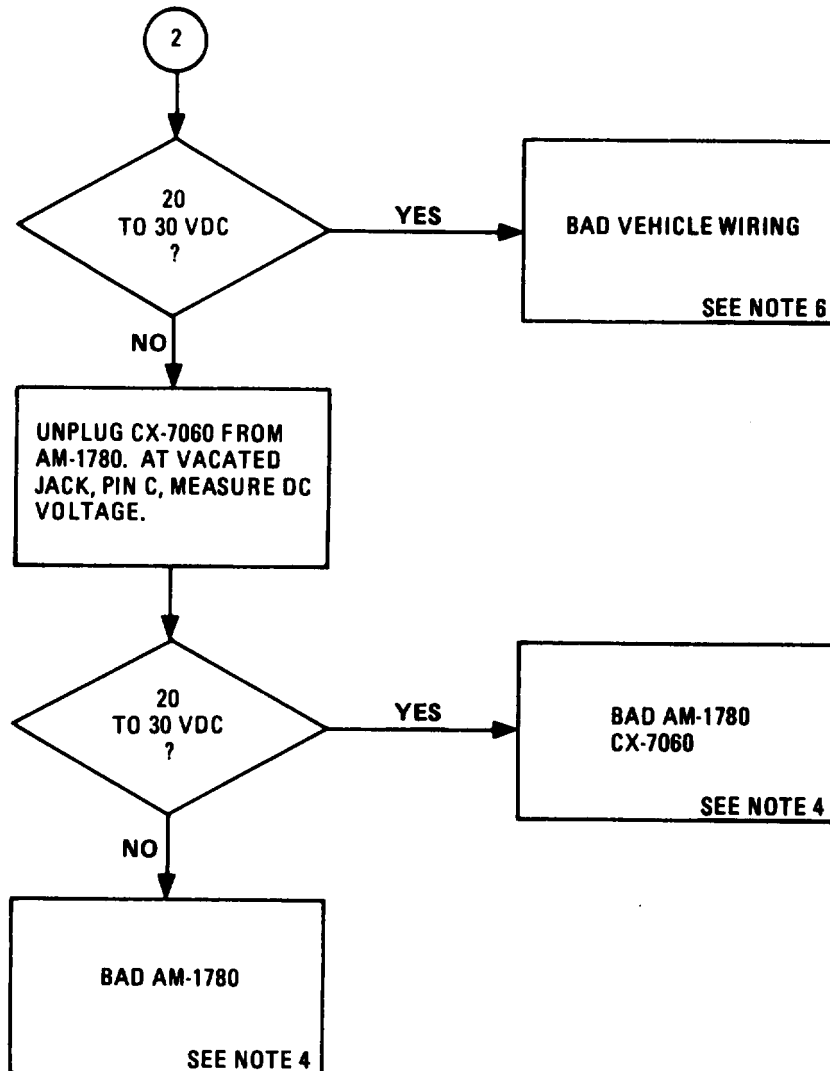 2
20
TO 30 VDC
?
YES
BAD VEHICLE WIRING
SEE NOTE 6
NO
UNPLUG CX-7060 FROM
AM-1780. AT VACATED
JACK, PIN C, MEASURE DC
VOLTAGE.
20
TO 30 VDC
?
YES
BAD AM-1780
CX-7060
SEE NOTE 4
NO
BAD AM-1780
SEE NOTE 4